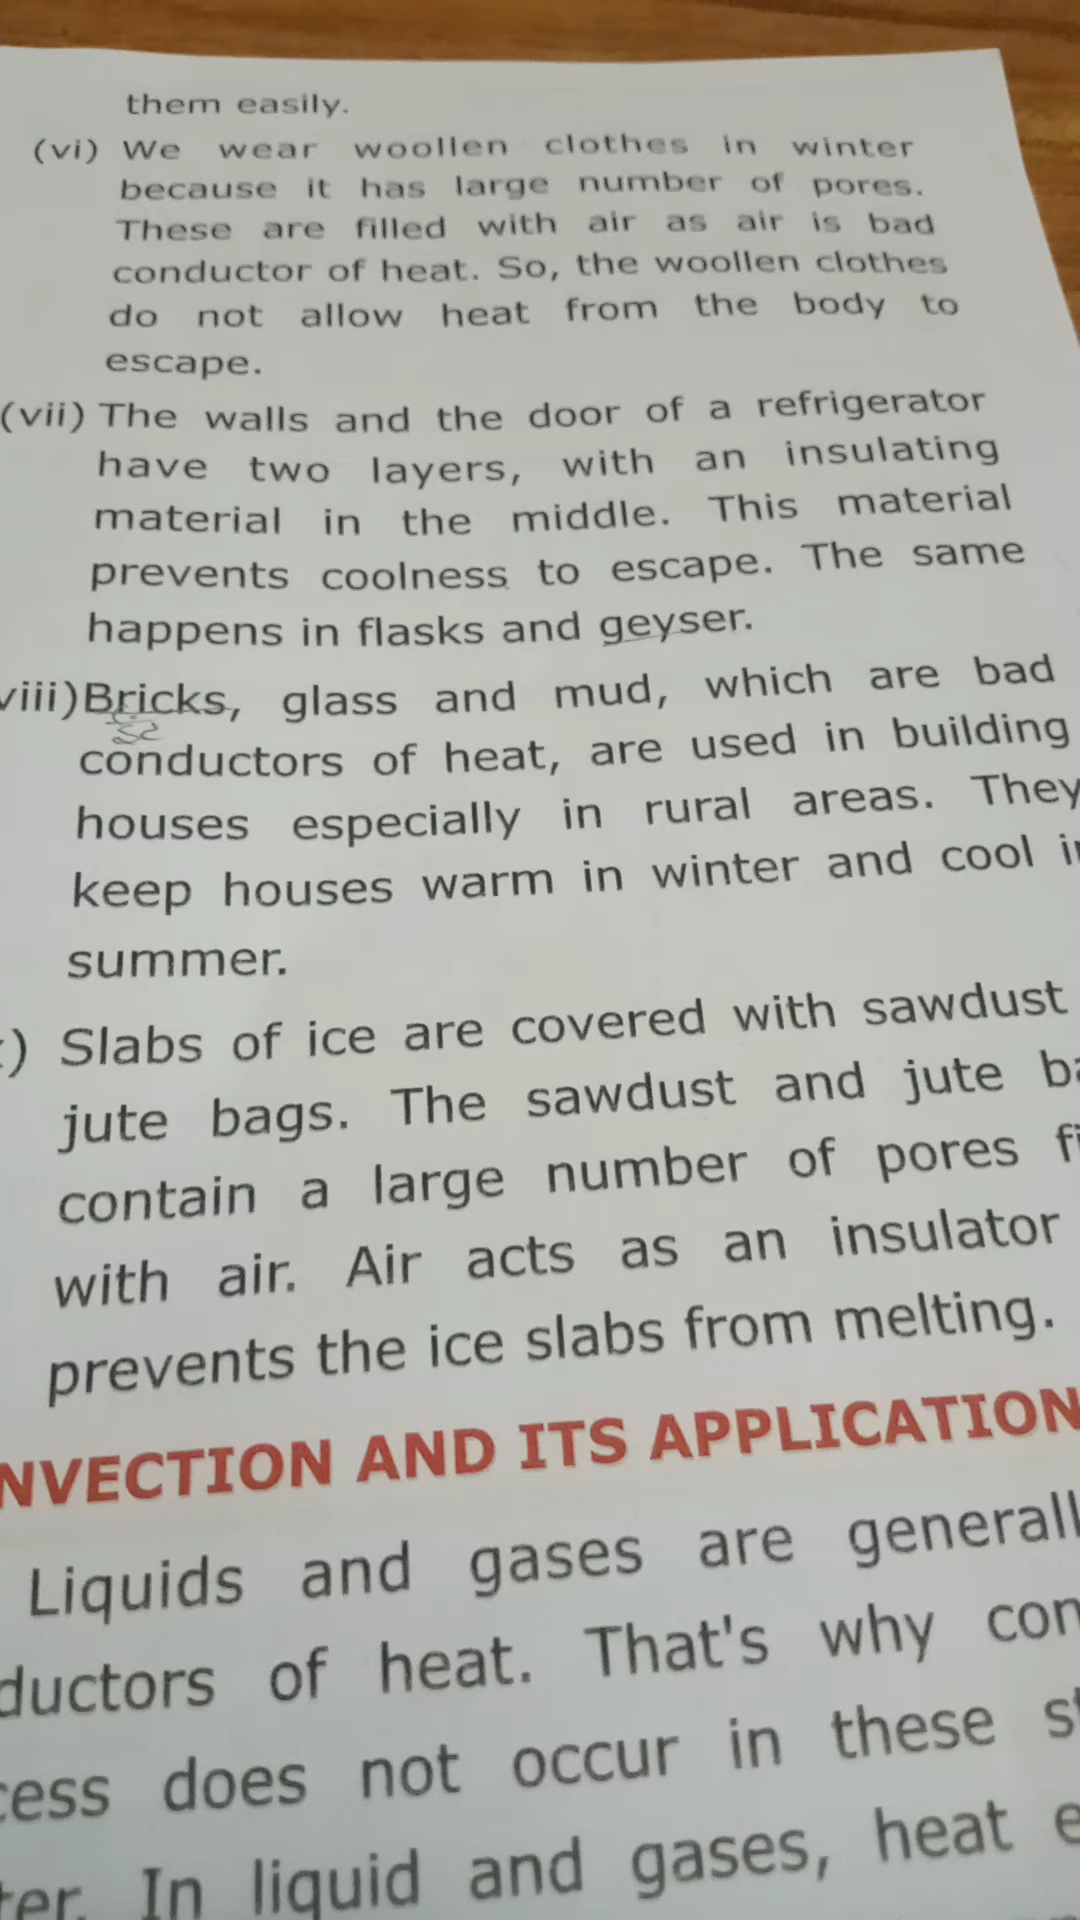 them easily.
(vi) We wear woollen clothes in winter
because it has large number of pores.
These are filled with air as air is bad
conductor of heat. So, the woollen clothes
do not allow heat from the body to
escape.
(vii) The walls and the door of a refrigerator
have two layers, with an insulating
material in the middle. This material
prevents coolness to escape. The same
happens in flasks and geyser.
viii) Bricks, glass and mud, which are bad
conductors of heat, are used in building
houses especially in rural areas. They
keep houses warm in winter and cool
summer.
) Slabs of ice are covered with sawdust
jute bags. The sawdust and jute
contain a large number of pores
with air. Air acts as an insulator
prevents the ice slabs from melting.
NVECTION AND ITS APPLICATION
Liquids and gases are generall
ductors of heat. That's why con
cess does not occur in these
ter. In liquid and gases, heat